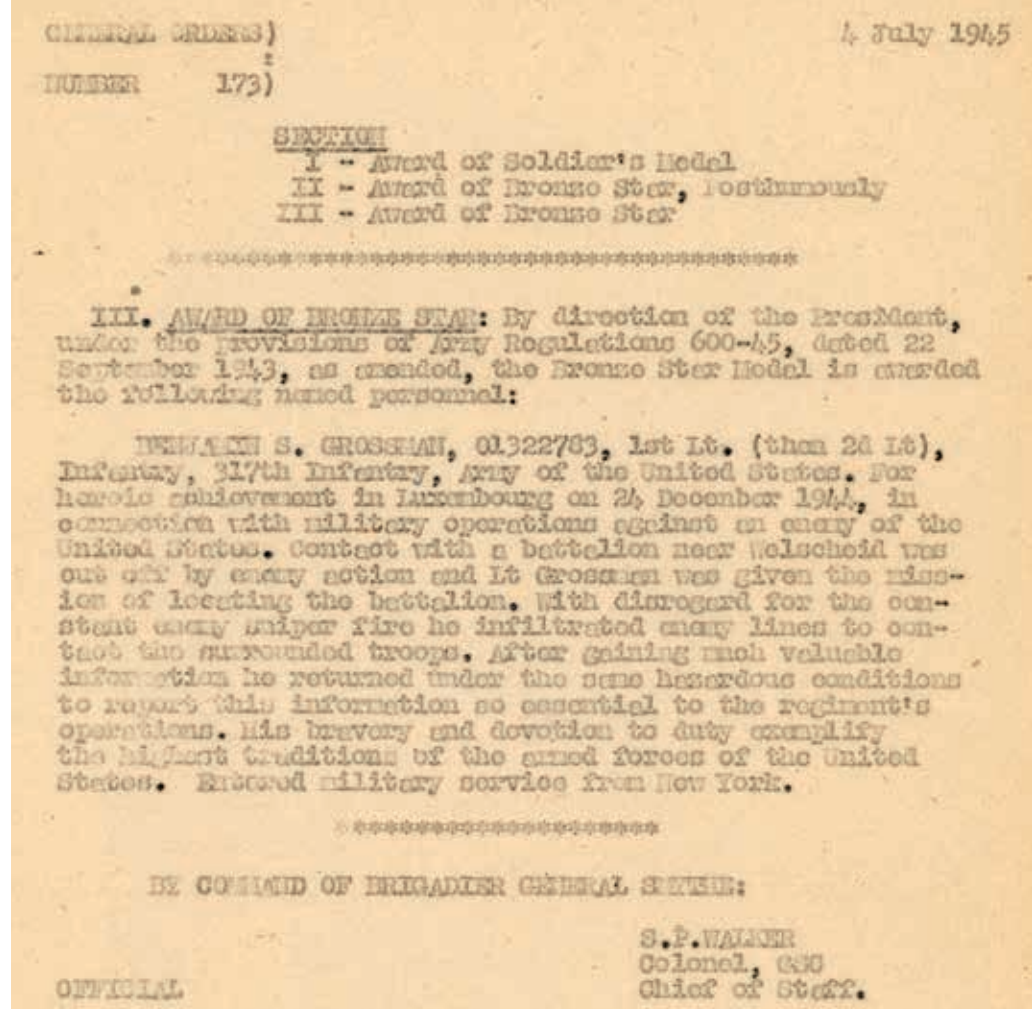 GENERAL ORDERS)
:
NUMBER 173)
4 July 1945
SECTION
I - Award of Soldier's Medal
II - Award of Bronze Star, Posthumously
III - Award of Bronze Star
****************************************
III. AWARD OF BRONZE STAR: By direction of the President,
under the provisions of Army Regulations 600-45, dated 22
September 1943, as amended, the Bronze Star Medal is awarded
the following named personnel:
BENJAMIN S. GROSSMAN, 01322783, 1st Lt. (then 2d Lt),
Infantry, 317th Infantry, Army of the United States. For
heroic achievement in Luxembourg on 24 December 1944, in
connection with military operations against an enemy of the
United States. Contact with a battalion near Welscheid was
cut off by enemy action and Lt Grossman was given the miss-
ion of locating the battalion. With disregard for the con-
stant enemy sniper fire he infiltrated enemy lines to con-
tact the surrounded troops. After gaining much valuable
information he returned under the same hazardous conditions
to report this information so essential to the regiment's
operations. His bravery and devotion to duty exemplify
the highest traditions of the armed forces of the United
States. Entered military service from New York.
********************
BY COMMAND OF BRIGADIER GENERAL :
S.P.WALKER
Colonel, GSC
Chief of Staff.
OFFICIAL